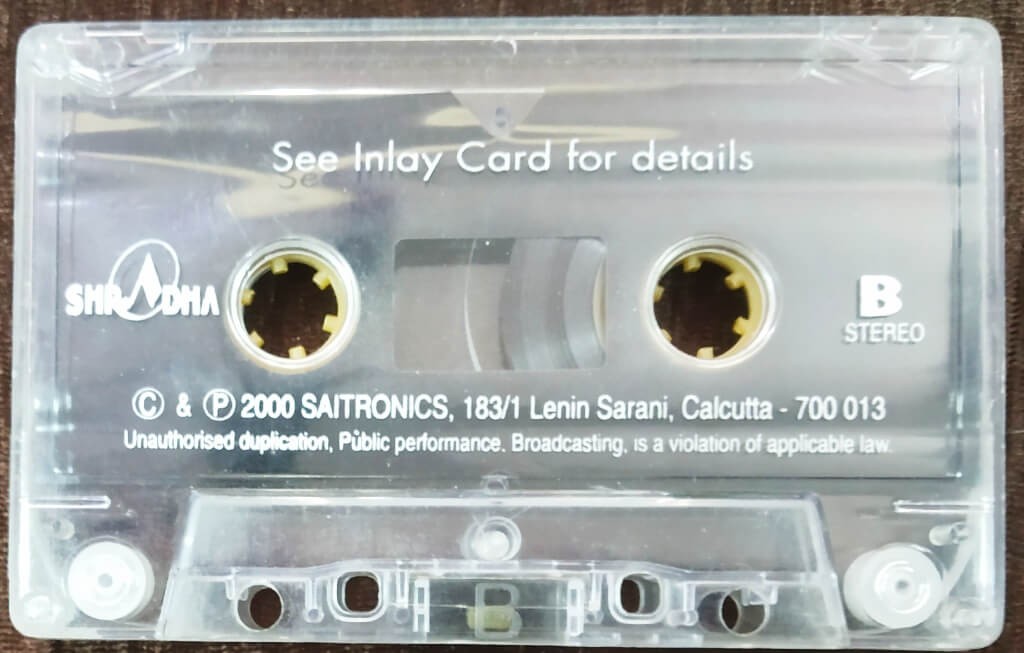 See Inlay Card for details
SHRADHA
B
STEREO
© & ℗ 2000 SAITRONICS, 183/1 Lenin Sarani, Calcutta - 700 013
Unauthorised duplication, Public performance. Broadcasting, is a violation of applicable law.
B